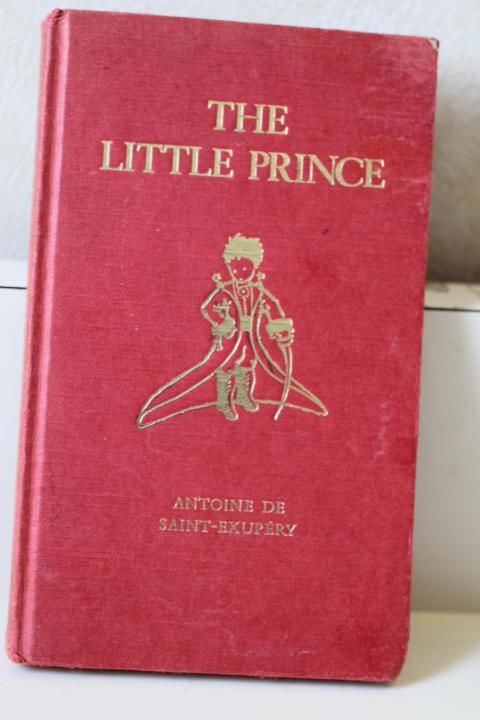 THE
LITTLE PRINCE
ANTOINE DE
SAINT-EXUPÉRY